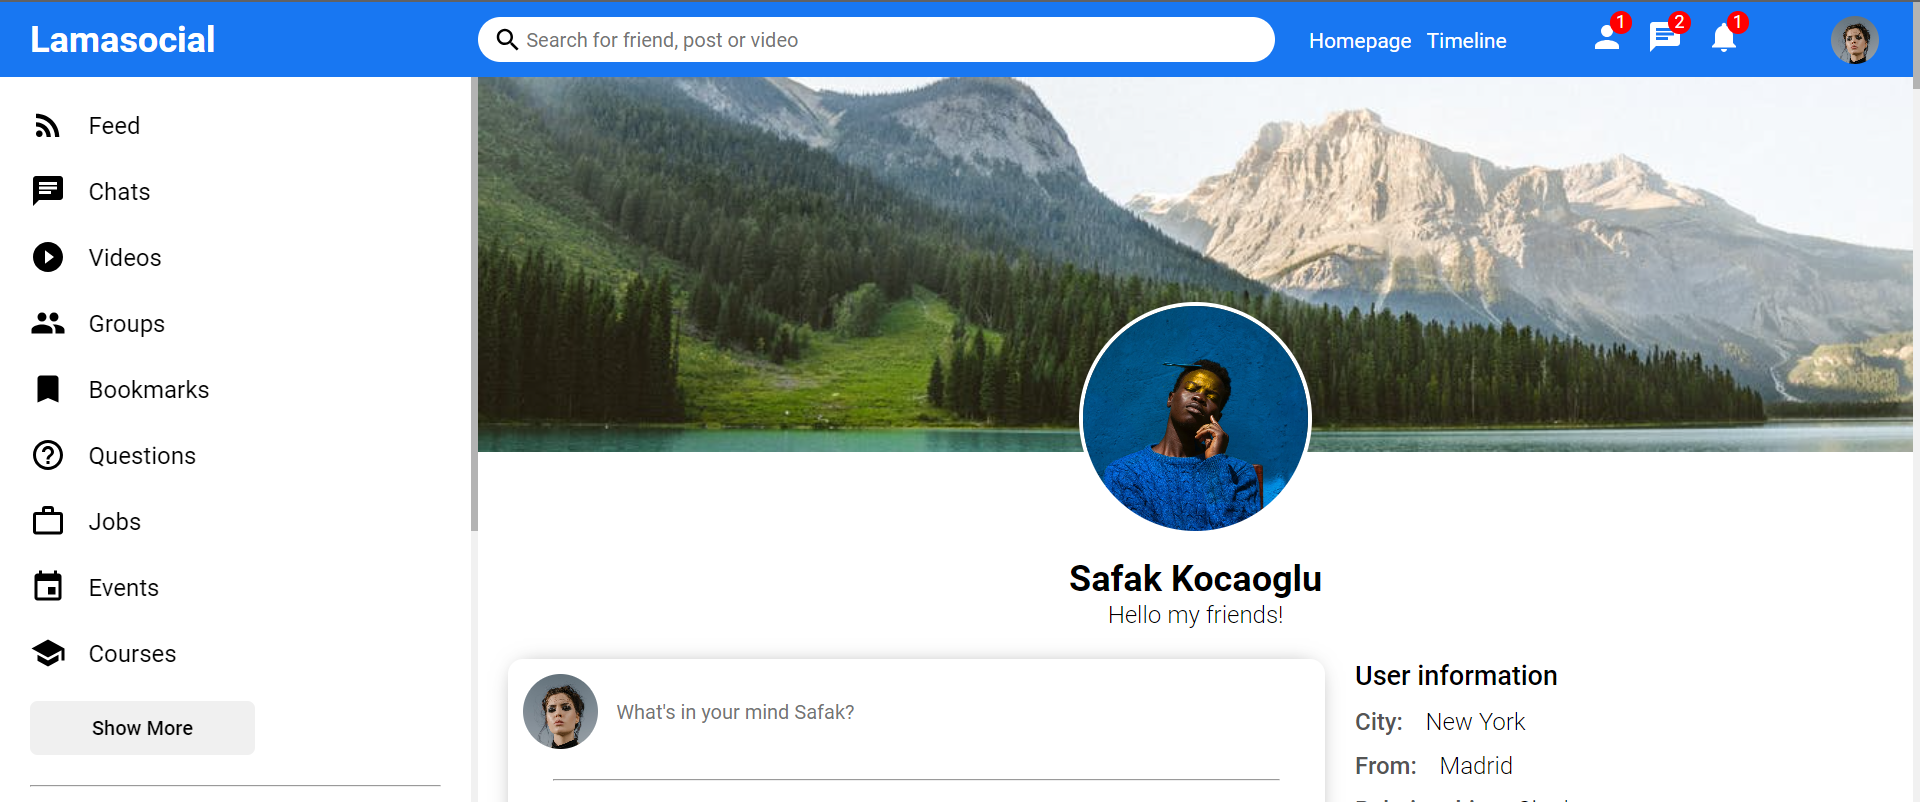 Lamasocial
Search for friend, post or video
Homepage Timeline
1
2
1
Feed
Chats
Videos
Groups
Bookmarks
Questions
Jobs
Events
Courses
Show More
Safak Kocaoglu
Hello my friends!
What's in your mind Safak?
User information
City: New York
From: Madrid